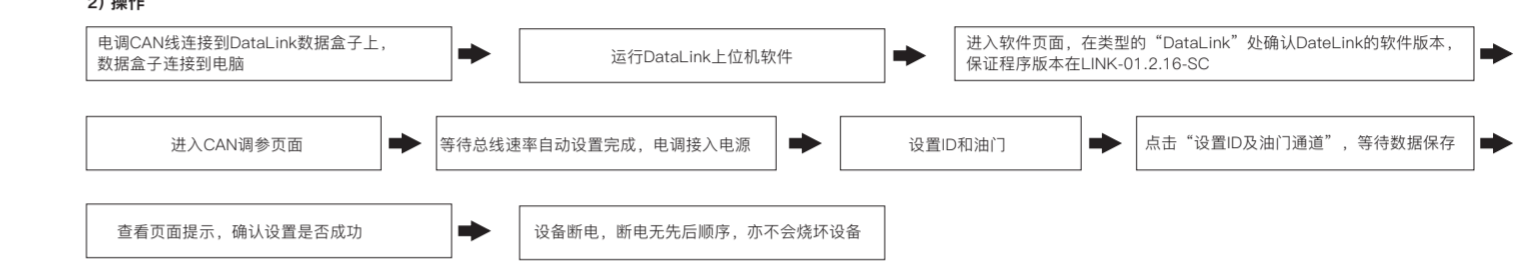 2) 操作
电调CAN线连接到DataLink数据盒子上，
数据盒子连接到电脑
运行DataLink上位机软件
进入软件页面，在类型的“DataLink”处确认DateLink的软件版本，
保证程序版本在LINK-01.2.16-SC
进入CAN调参页面
等待总线速率自动设置完成，电调接入电源
设置ID和油门
点击“设置ID及油门通道”，等待数据保存
查看页面提示，确认设置是否成功
设备断电，断电无先后顺序，亦不会烧坏设备